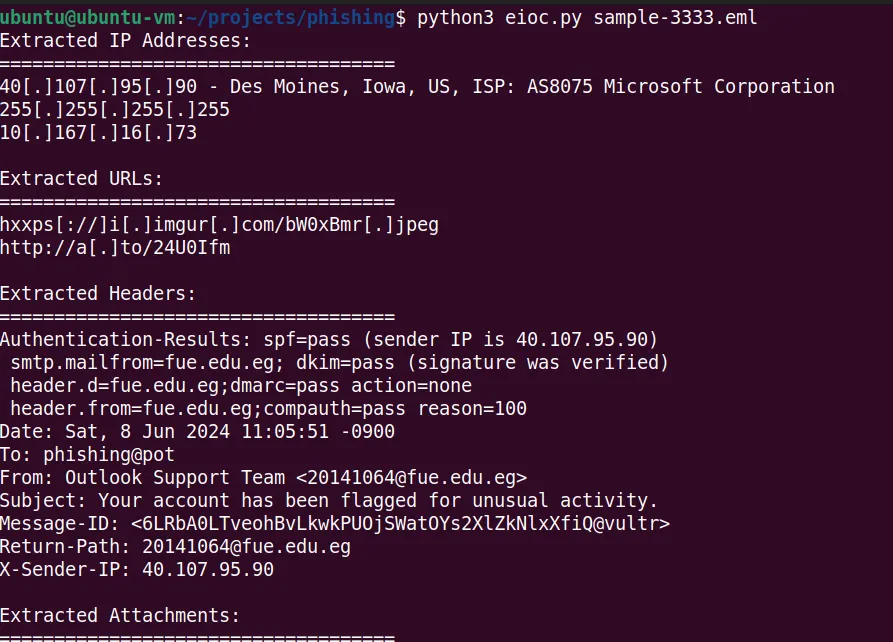 ubuntu@ubuntu-vm:~/projects/phishing$ python3 eioc.py sample-3333.eml
Extracted IP Addresses:
===================================
40[.]107[.]95[.]90 - Des Moines, Iowa, US, ISP: AS8075 Microsoft Corporation
255[.]255[.]255[.]255
10[.]167[.]16[.]73
Extracted URLs:
===================================
hxxps[://]i[.]imgur[.]com/bW0xBmr[.]jpeg
http://a[.]to/24U0Ifm
Extracted Headers:
===================================
Authentication-Results: spf=pass (sender IP is 40.107.95.90)
smtp.mailfrom=fue.edu.eg; dkim=pass (signature was verified)
header.d=fue.edu.eg;dmarc=pass action=none
header.from=fue.edu.eg;compauth=pass reason=100
Date: Sat, 8 Jun 2024 11:05:51 -0900
To: phishing@pot
From: Outlook Support Team <20141064@fue.edu.eg>
Subject: Your account has been flagged for unusual activity.
Message-ID: <6LRbA0LTveohBvLkwkPUOjSWatOYs2XlZkNlxXfiQ@vultr>
Return-Path: 20141064@fue.edu.eg
X-Sender-IP: 40.107.95.90
Extracted Attachments:
===================================